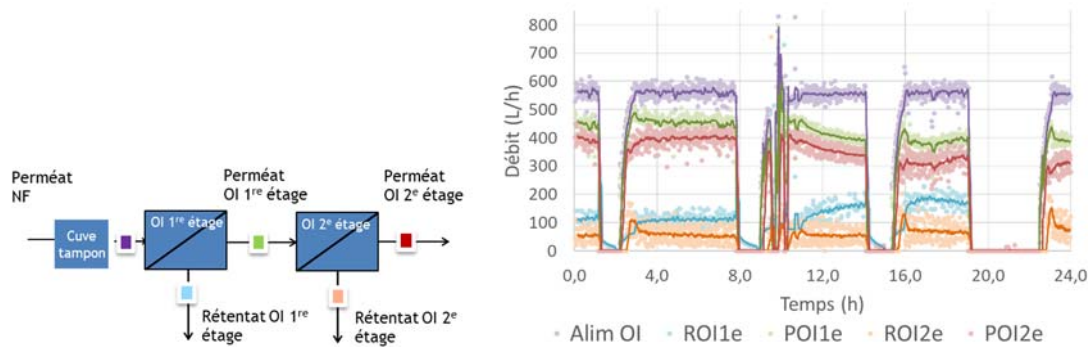 Perméat
NF
Cuve
tampon
OI 1re étage
Perméat
OI 1re étage
OI 2e étage
Perméat
OI 2e étage
Rétentat OI 1re
étage
Rétentat OI 2e
étage
Débit (L/h)
800
700
600
500
400
300
200
100
0
0,0
4,0
8,0
12,0
16,0
20,0
24,0
Temps (h)
Alim OI
ROI1e
POI1e
ROI2e
POI2e